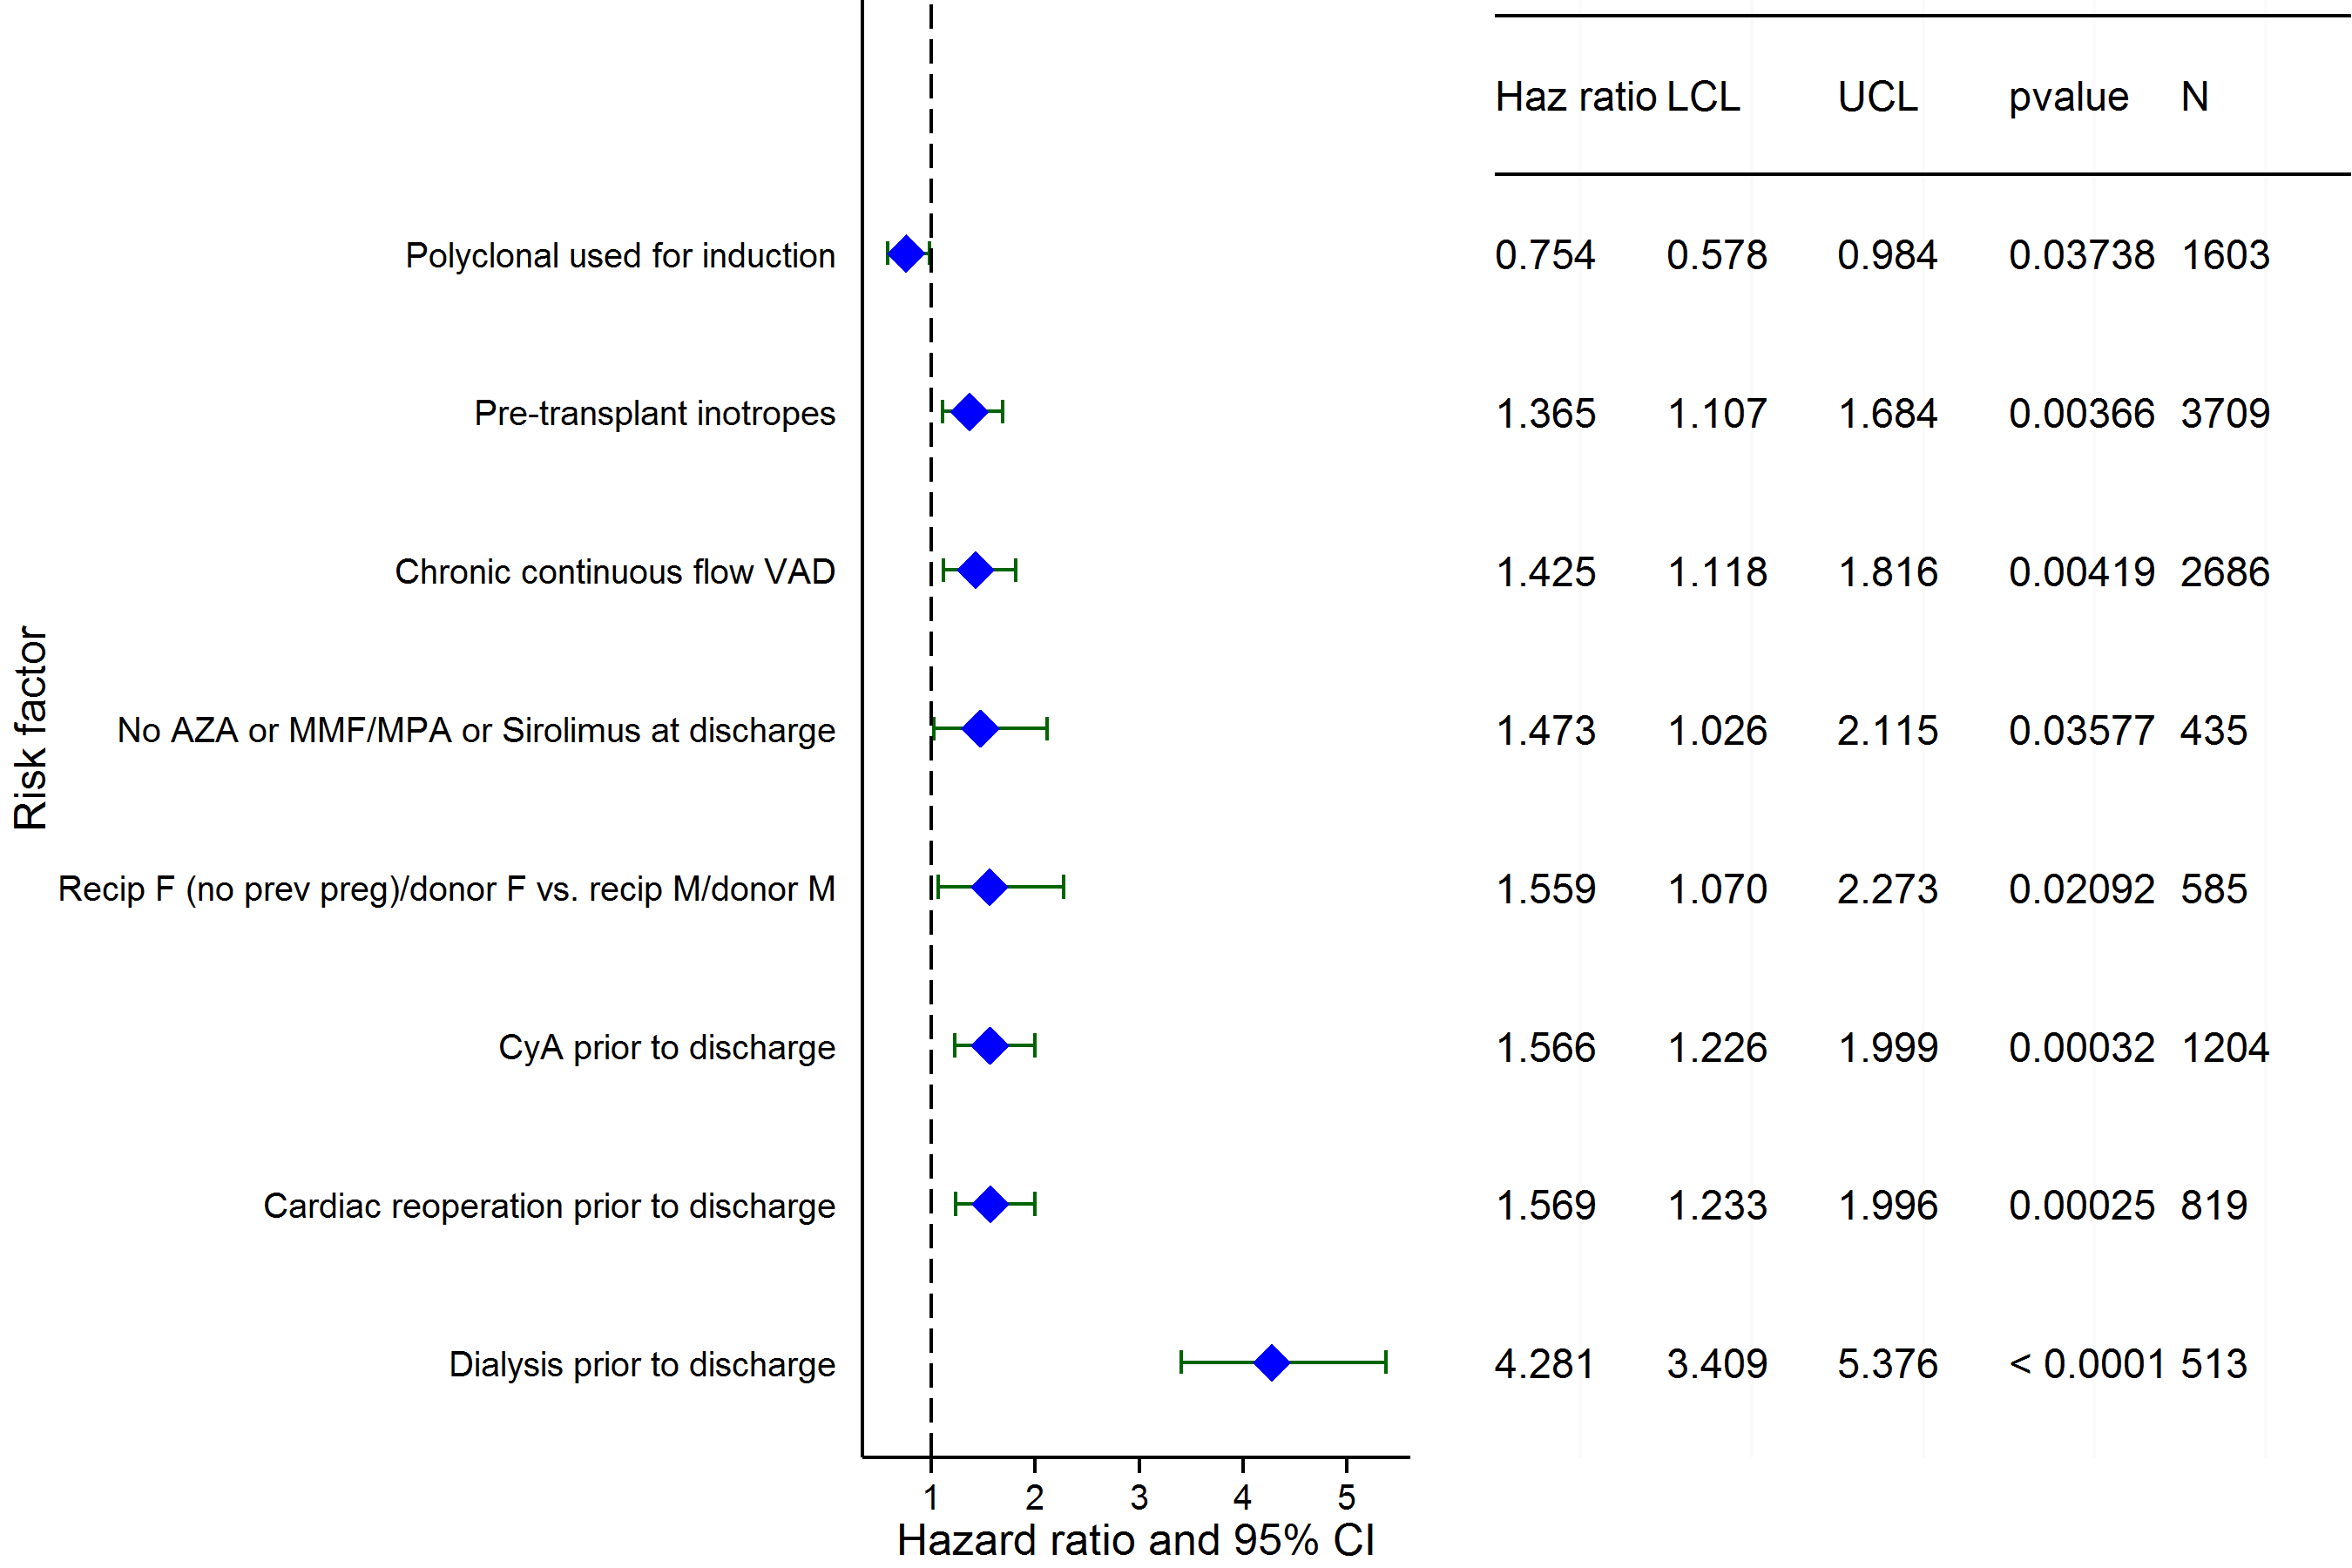 Haz ratio LCL UCL pvalue N
Polyclonal used for induction 0.754 0.578 0.984 0.03738 1603
Pre-transplant inotropes 1.365 1.107 1.684 0.00366 3709
Chronic continuous flow VAD 1.425 1.118 1.816 0.00419 2686
No AZA or MMF/MPA or Sirolimus at discharge 1.473 1.026 2.115 0.03577 435
Recip F (no prev preg)/donor F vs. recip M/donor M 1.559 1.070 2.273 0.02092 585
CyA prior to discharge 1.566 1.226 1.999 0.00032 1204
Cardiac reoperation prior to discharge 1.569 1.233 1.996 0.00025 819
Dialysis prior to discharge 4.281 3.409 5.376 < 0.0001 513
Risk factor
1 2 3 4 5
Hazard ratio and 95% CI